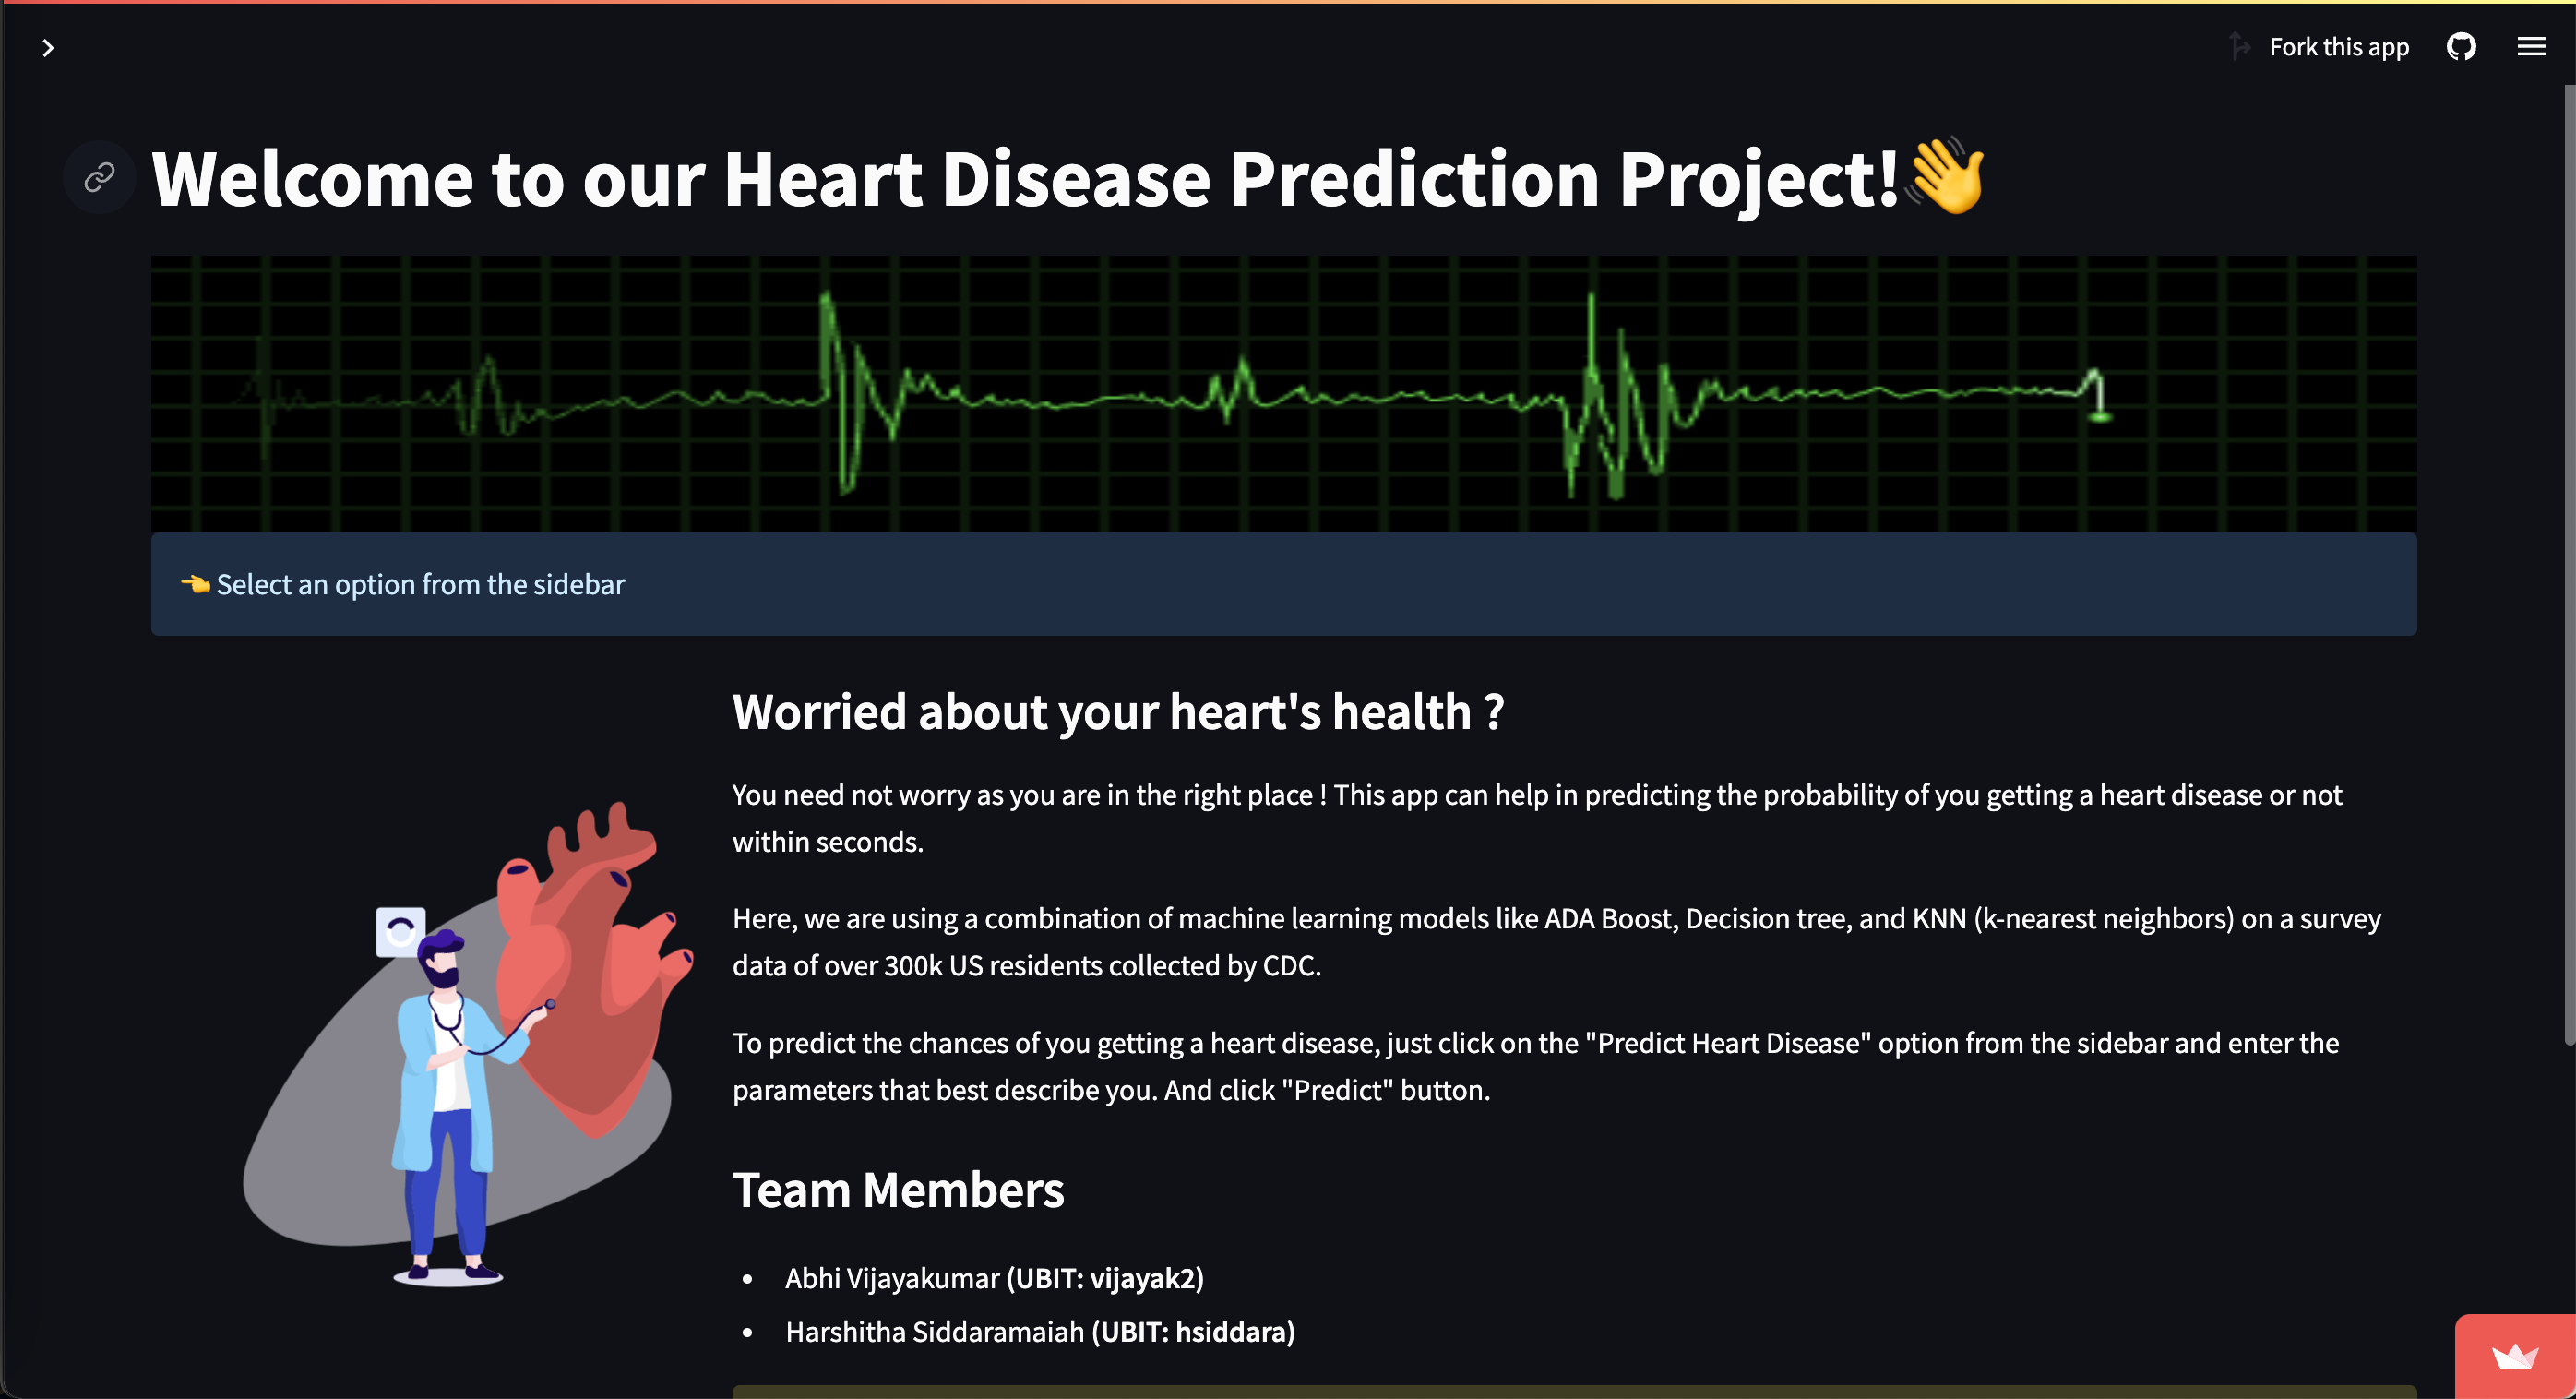 Fork this app
Welcome to our Heart Disease Prediction Project!👋
👈 Select an option from the sidebar
Worried about your heart's health ?
You need not worry as you are in the right place ! This app can help in predicting the probability of you getting a heart disease or not
within seconds.
Here, we are using a combination of machine learning models like ADA Boost, Decision tree, and KNN (k-nearest neighbors) on a survey
data of over 300k US residents collected by CDC.
To predict the chances of you getting a heart disease, just click on the "Predict Heart Disease" option from the sidebar and enter the
parameters that best describe you. And click "Predict" button.
Team Members
• Abhi Vijayakumar (UBIT: vijayak2)
• Harshitha Siddaramaiah (UBIT: hsiddara)